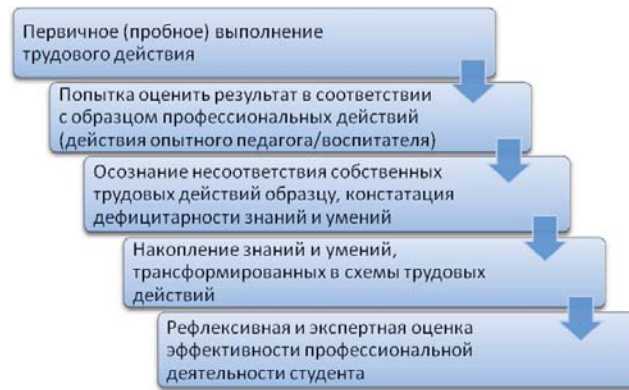 Первичное (пробное) выполнение
трудового действия
Попытка оценить результат в соответствии
с образцом профессиональных действий
(действия опытного педагога/воспитателя)
Осознание несоответствия собственных
трудовых действий образцу, констатация
дефицитарности знаний и умений
Накопление знаний и умений,
трансформированных в схемы трудовых
действий
Рефлексивная и экспертная оценка
эффективности профессиональной
деятельности студента